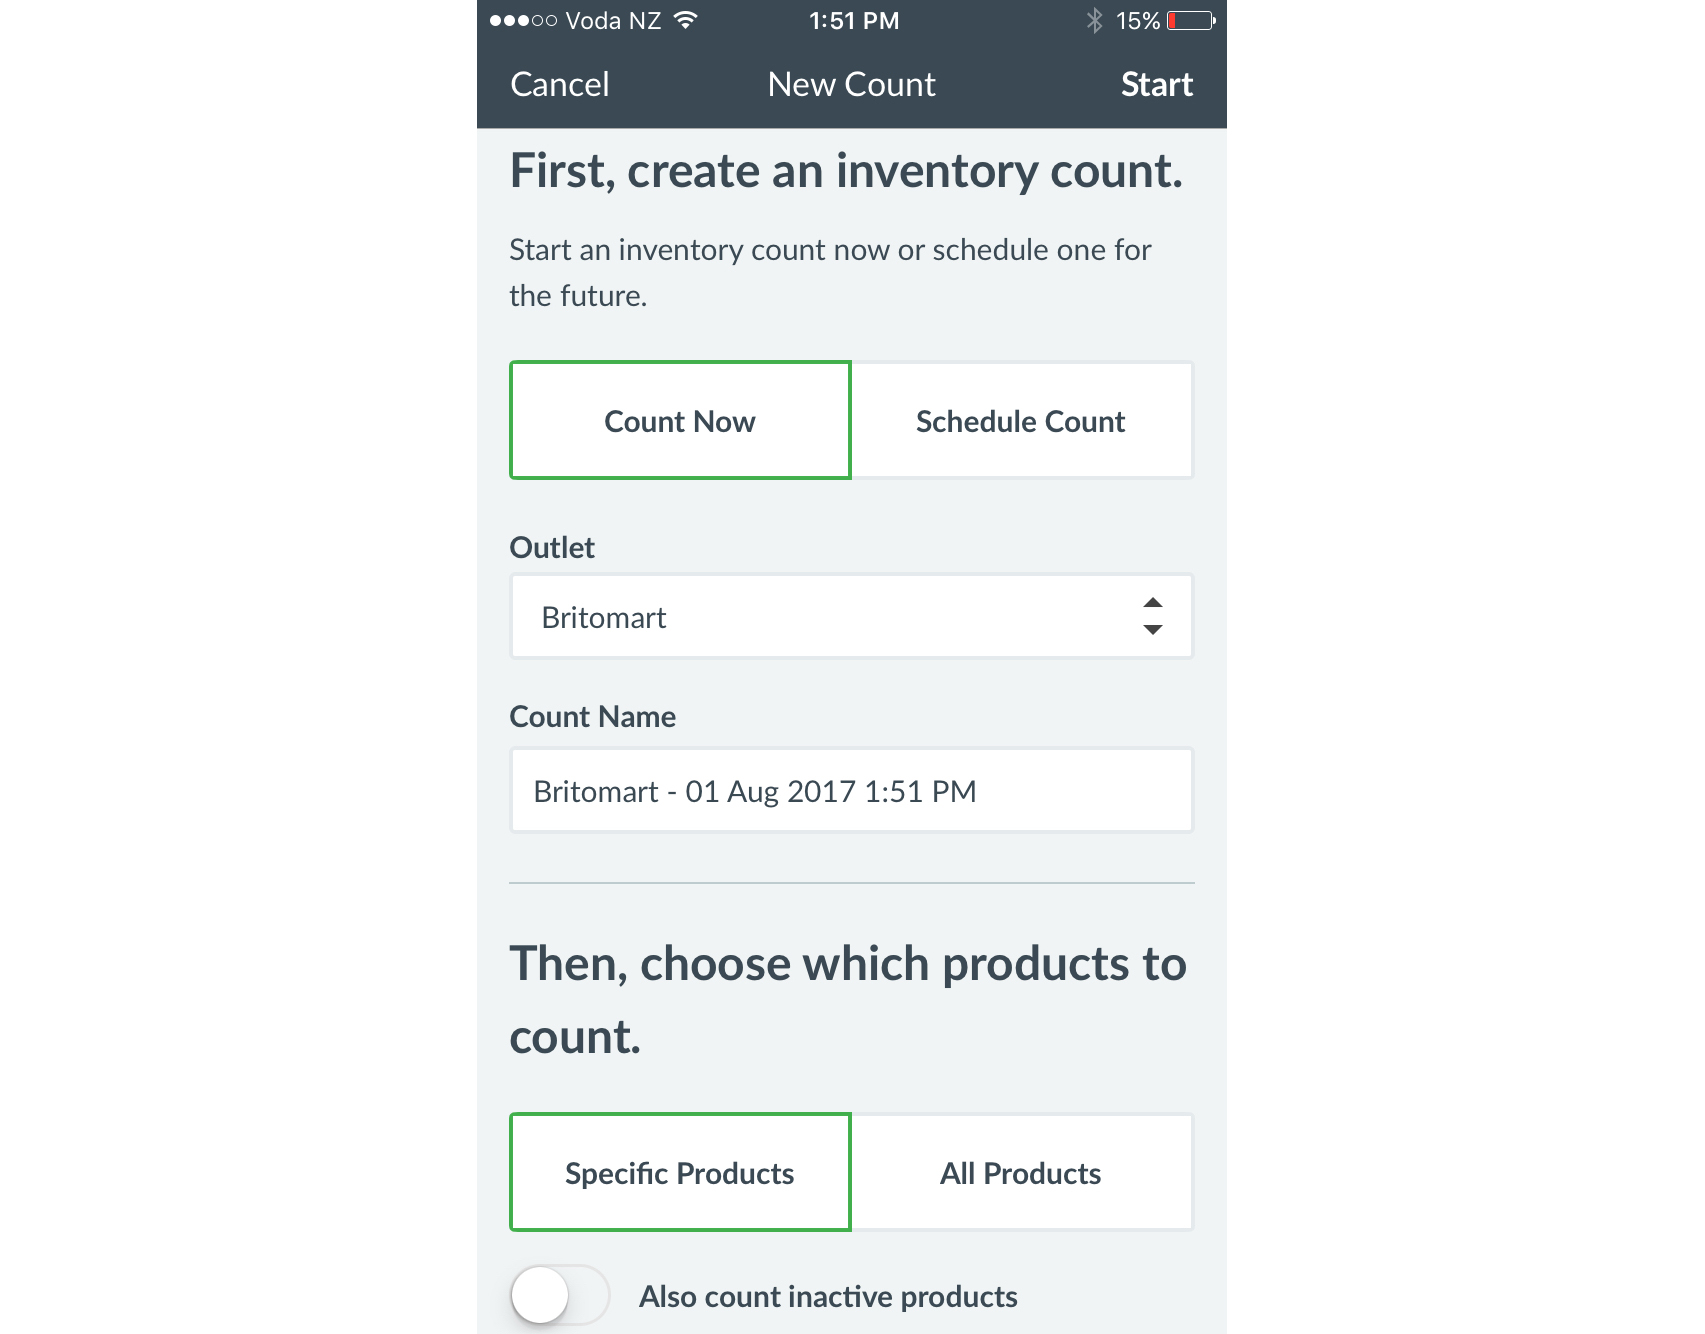 Voda NZ 1:51 PM 15%
Cancel New Count Start
First, create an inventory count.
Start an inventory count now or schedule one for
the future.
Count Now Schedule Count
Outlet
Britomart
Count Name
Britomart - 01 Aug 2017 1:51 PM
Then, choose which products to
count.
Specific Products All Products
Also count inactive products